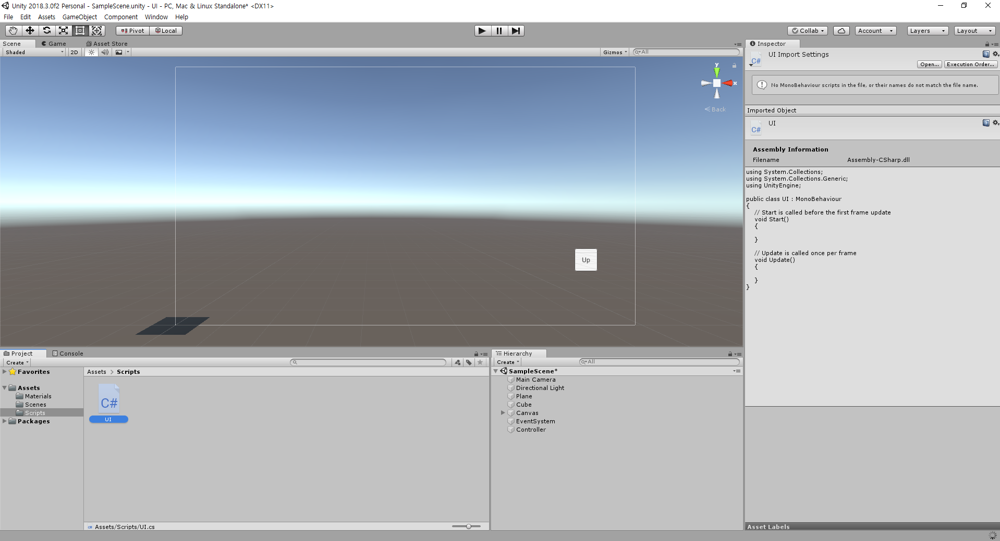 Unity 2018.3.0f2 Personal - SampleScene.unity - UI - PC, Mac & Linux Standalone* <DX11>
File Edit Assets GameObject Component Window Help
Pivot Local Collab Account Layers Layout
Scene Game Asset Store
Shaded 2D Gizmos All
y
x
Back
Up
Inspector
UI Import Settings
C#
Open... Execution Order...
No MonoBehaviour scripts in the file, or their names do not match the file name.
Imported Object
UI
C#
Assembly Information
Filename Assembly-CSharp.dll
using System.Collections;
using System.Collections.Generic;
using UnityEngine;
public class UI : MonoBehaviour
{
// Start is called before the first frame update
void Start()
{
}
// Update is called once per frame
void Update()
{
}
}
Asset Labels
Project Console
Create
Favorites
Assets
Materials
Scenes
Scripts
Packages
Assets > Scripts
C#
UI
C# Assets/Scripts/UI.cs
Hierarchy
Create All
SampleScene*
Main Camera
Directional Light
Plane
Cube
Canvas
EventSystem
Controller